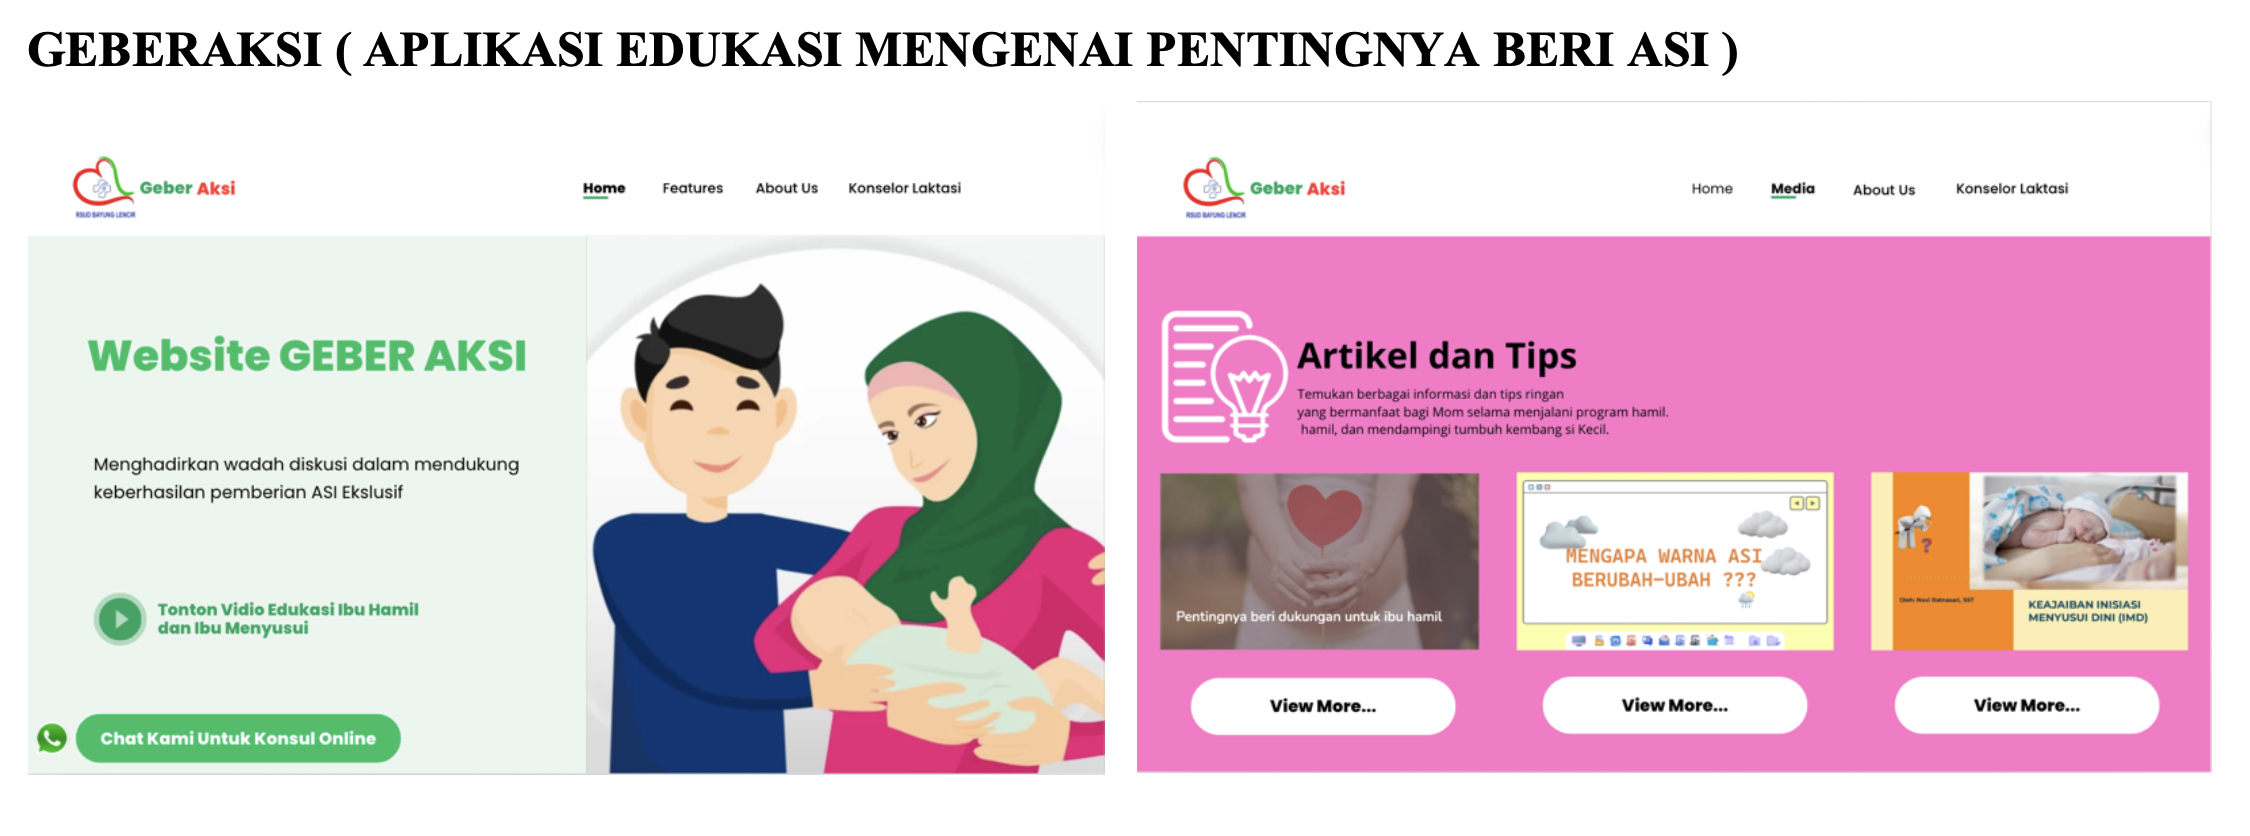 GEBERAKSI ( APLIKASI EDUKASI MENGENAI PENTINGNYA BERI ASI )
Geber Aksi
RSUD BAYUNG LENCIR
Home
Features
About Us
Konselor Laktasi
Website GEBER AKSI
Menghadirkan wadah diskusi dalam mendukung
keberhasilan pemberian ASI Ekslusif
Tonton Vidio Edukasi Ibu Hamil
dan Ibu Menyusui
Chat Kami Untuk Konsul Online
Geber Aksi
RSUD BAYUNG LENCIR
Home
Media
About Us
Konselor Laktasi
Artikel dan Tips
Temukan berbagai informasi dan tips ringan
yang bermanfaat bagi Mom selama menjalani program hamil.
hamil, dan mendampingi tumbuh kembang si Kecil.
Pentingnya beri dukungan untuk ibu hamil
MENGAPA WARNA ASI
BERUBAH-UBAH ???
?
Oleh: Novi Ratnasari, SST
KEAJAIBAN INISIASI
MENYUSUI DINI (IMD)
View More...
View More...
View More...